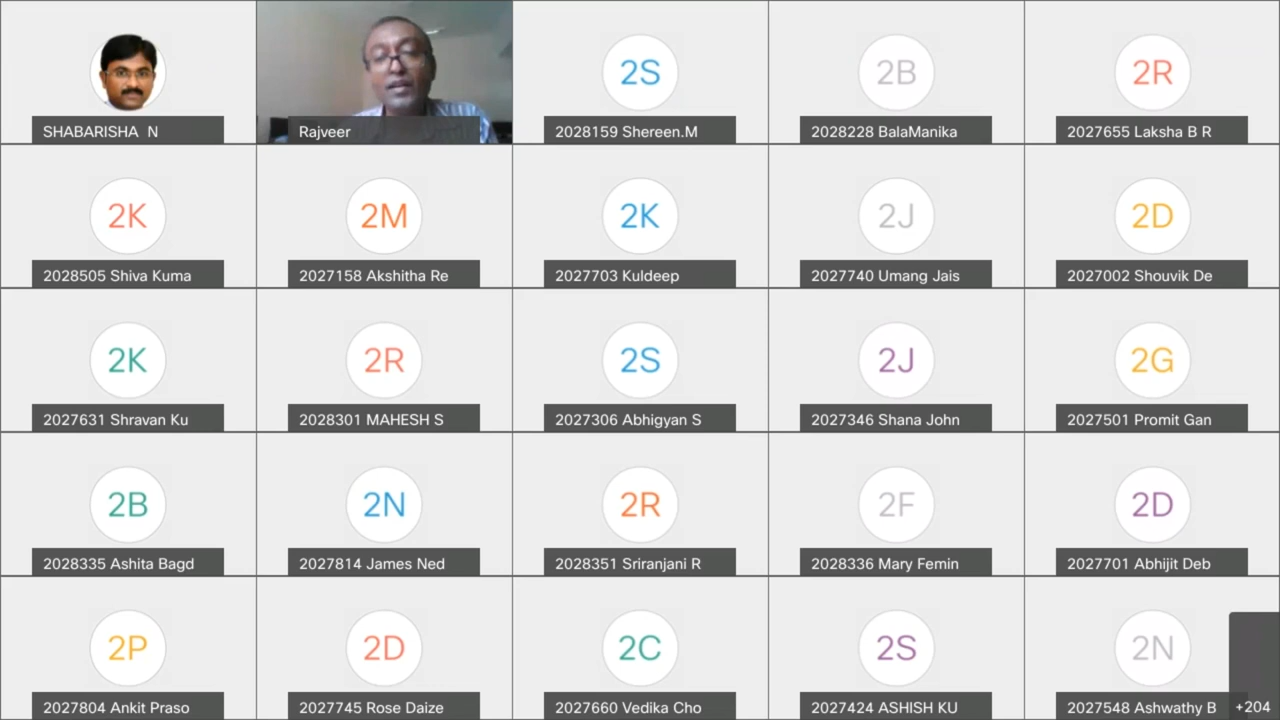 SHABARISHA N
Rajveer
2S
2028159 Shereen.M
2B
2028228 BalaManika
2R
2027655 Laksha B R
2K
2028505 Shiva Kuma
2M
2027158 Akshitha Re
2K
2027703 Kuldeep
2J
2027740 Umang Jais
2D
2027002 Shouvik De
2K
2027631 Shravan Ku
2R
2028301 MAHESH S
2S
2027306 Abhigyan S
2J
2027346 Shana John
2G
2027501 Promit Gan
2B
2028335 Ashita Bagd
2N
2027814 James Ned
2R
2028351 Sriranjani R
2F
2028336 Mary Femin
2D
2027701 Abhijit Deb
2P
2027804 Ankit Praso
2D
2027745 Rose Daize
2C
2027660 Vedika Cho
2S
2027424 ASHISH KU
2N
2027548 Ashwathy B
+204